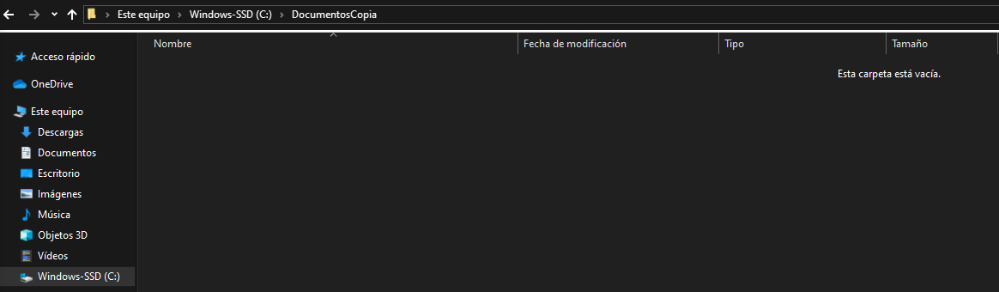 Este equipo > Windows-SSD (C:) > DocumentosCopia
Nombre Fecha de modificación Tipo Tamaño
Esta carpeta está vacía.
Acceso rápido
OneDrive
Este equipo
Descargas
Documentos
Escritorio
Imágenes
Música
Objetos 3D
Vídeos
Windows-SSD (C:)